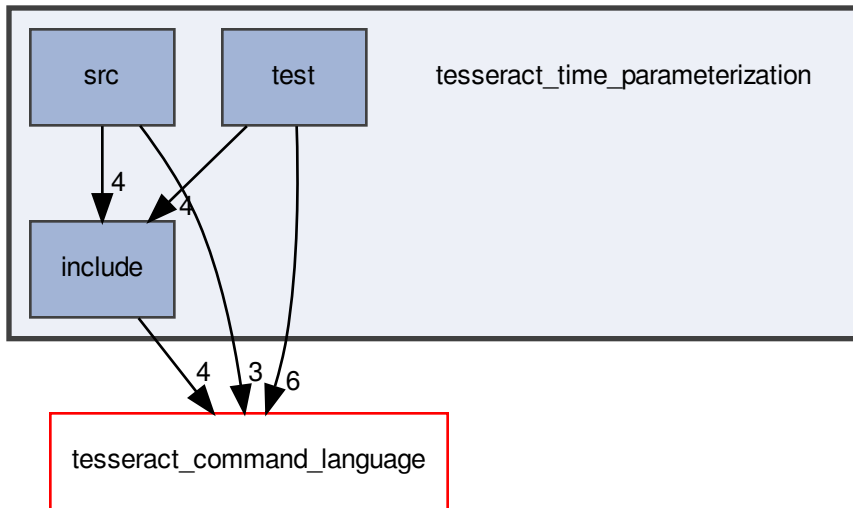 src
test
tesseract_time_parameterization
4
4
include
4
3
6
tesseract_command_language